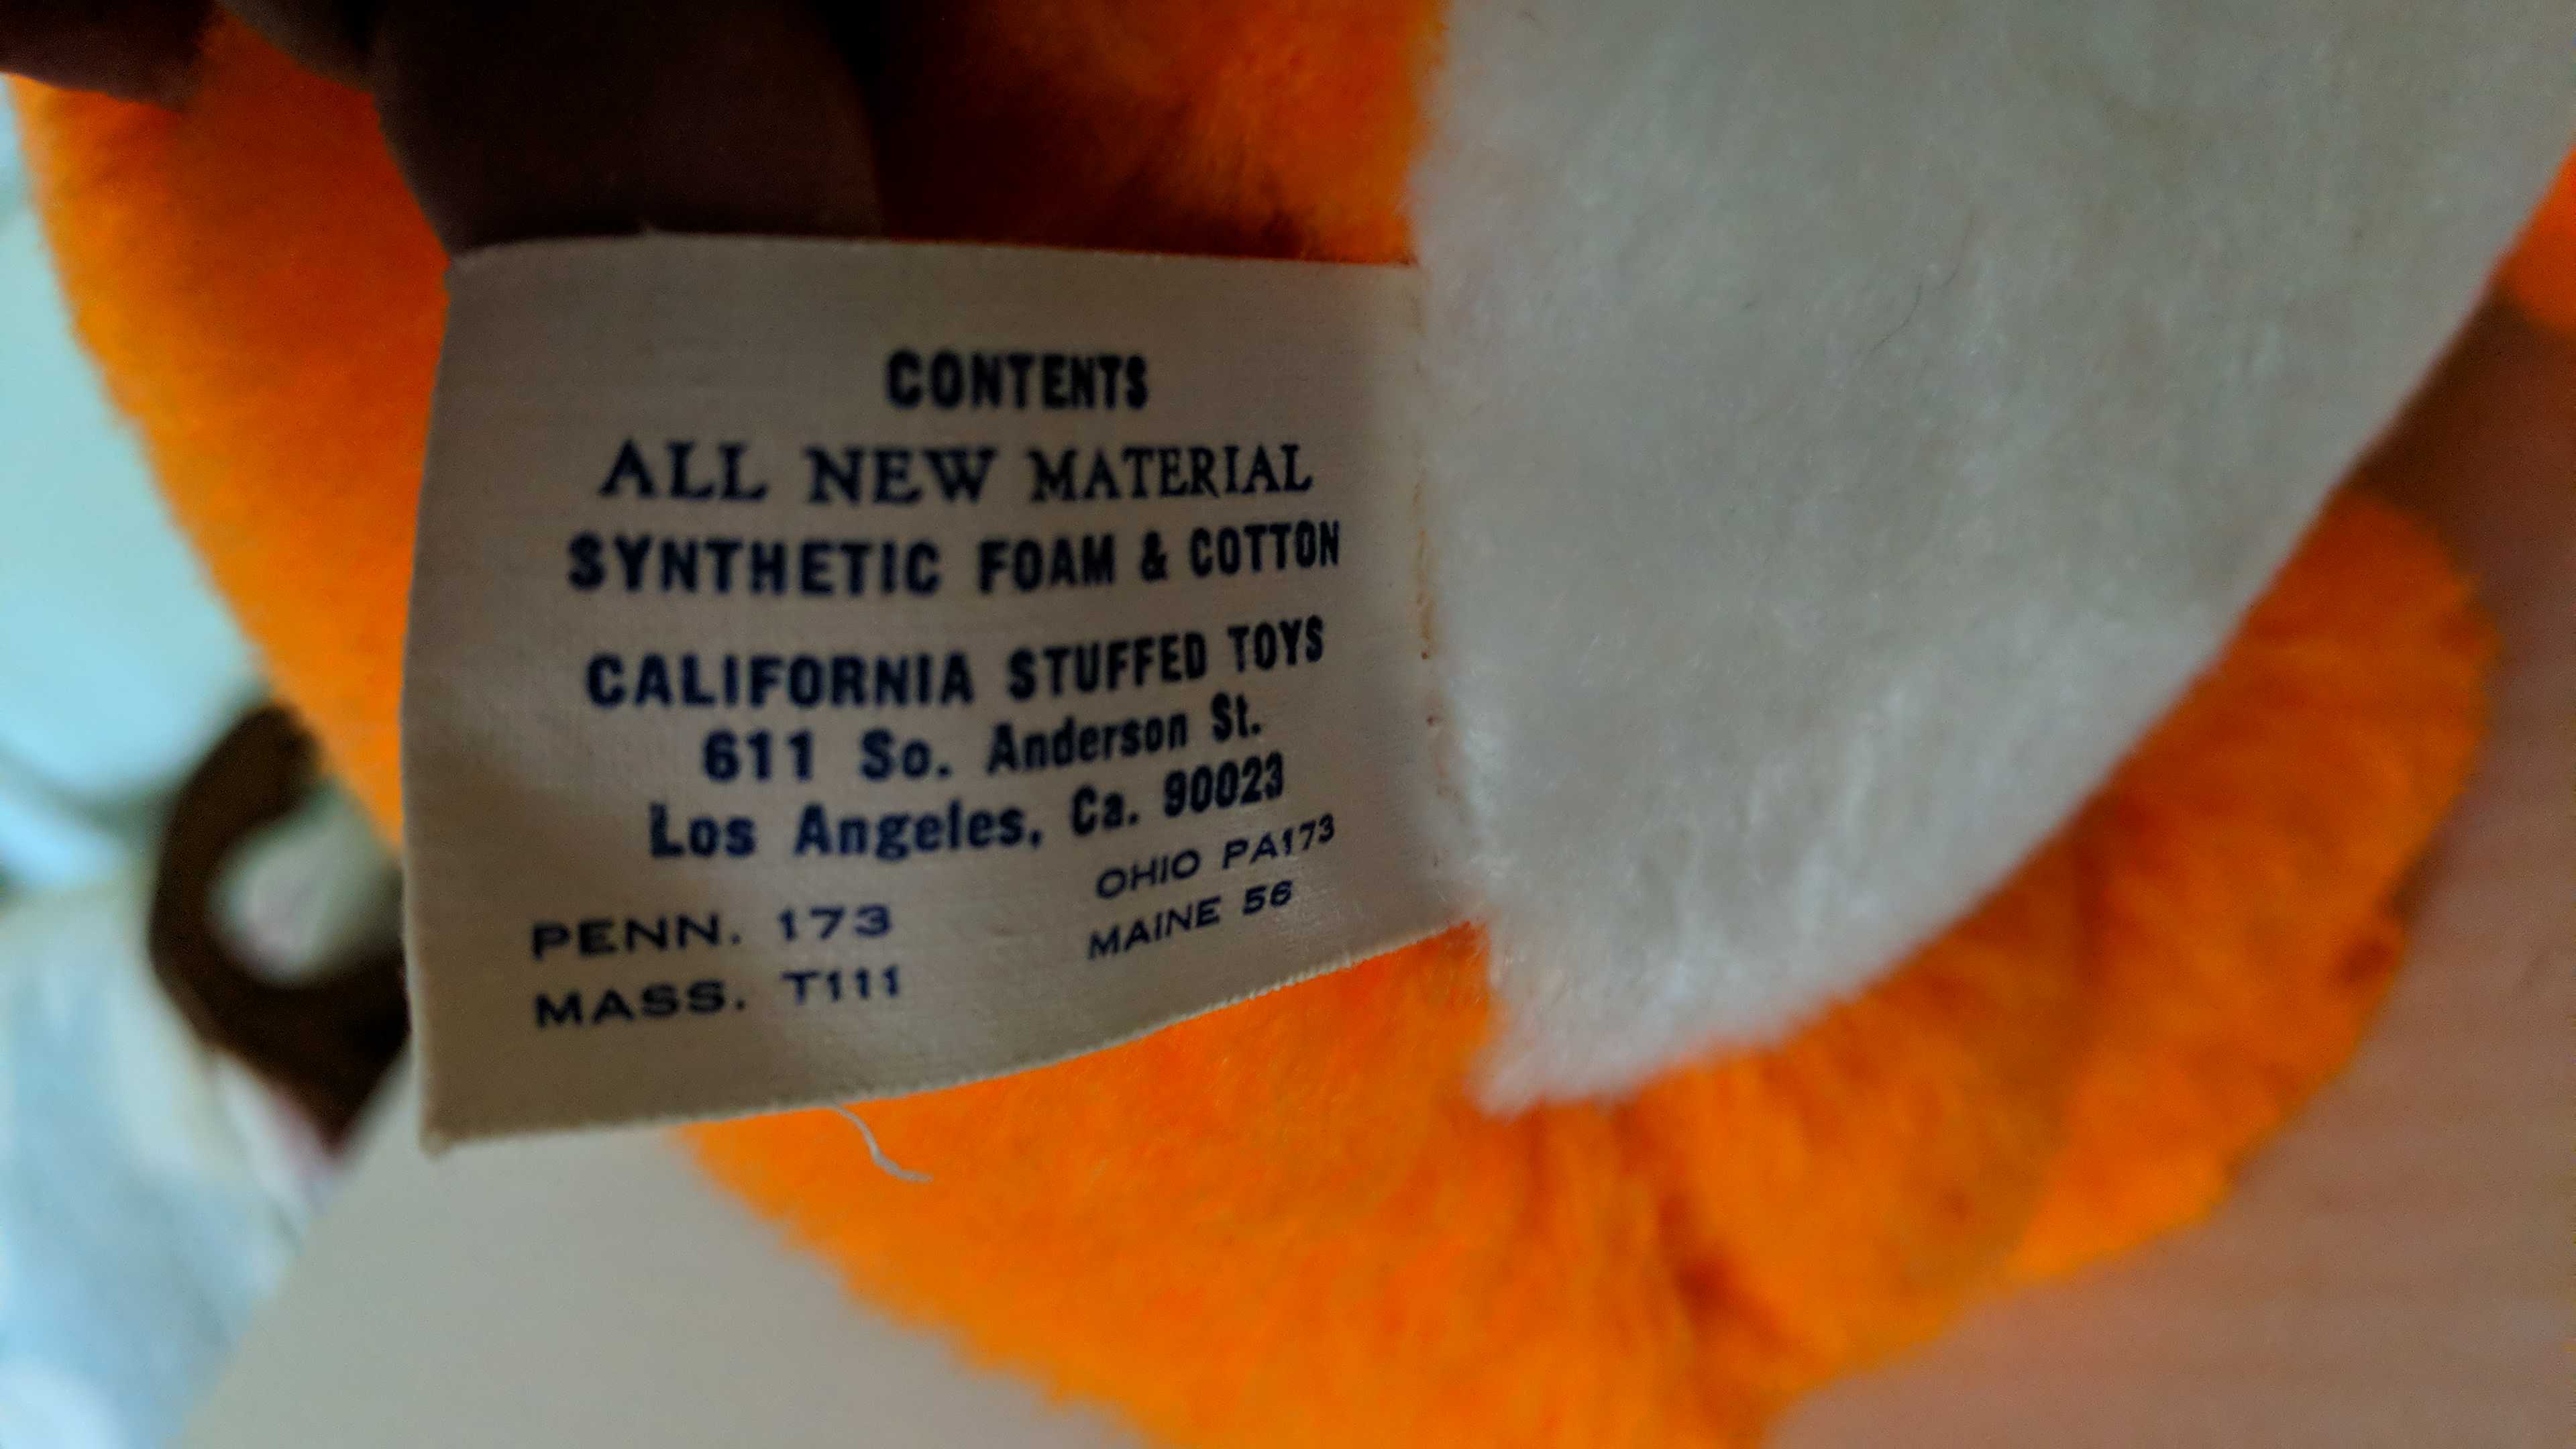 CONTENTS
ALL NEW MATERIAL
SYNTHETIC FOAM & COTTON
CALIFORNIA STUFFED TOYS
611 So. Anderson St.
Los Angeles, Ca. 90023
PENN. 173
MASS. T111
OHIO PA173
MAINE 56